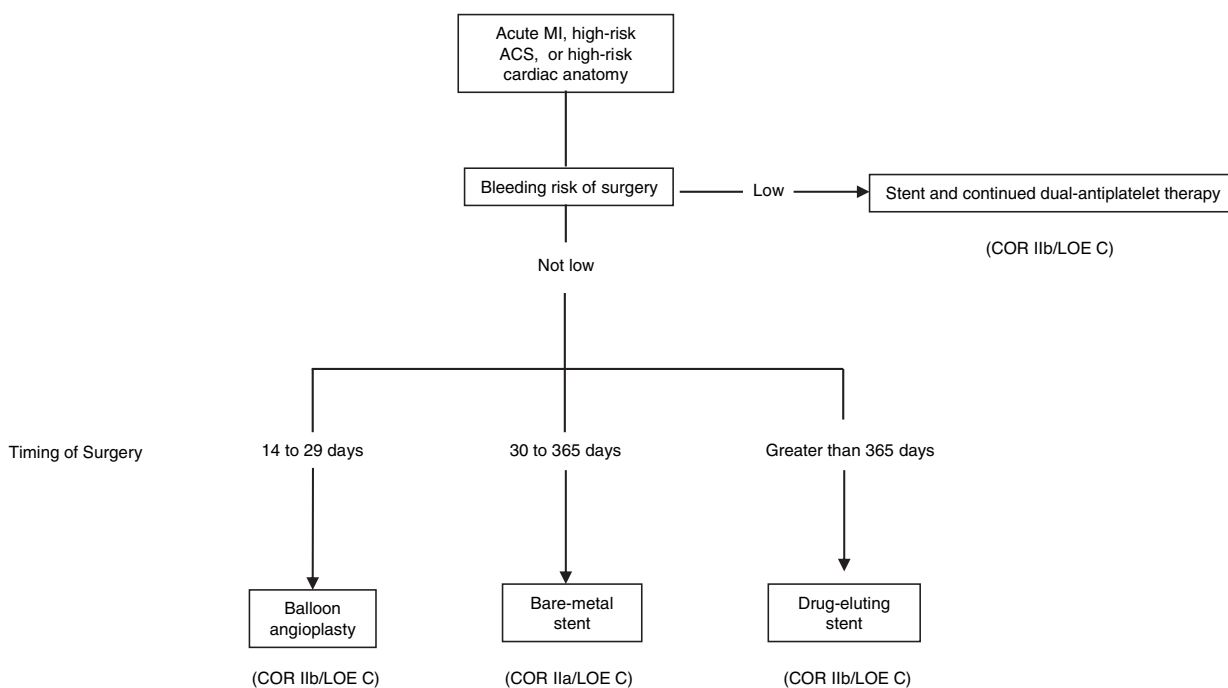 Acute MI, high-risk
ACS, or high-risk
cardiac anatomy
Bleeding risk of surgery
Low
Stent and continued dual-antiplatelet therapy
(COR IIb/LOE C)
Not low
Timing of Surgery
14 to 29 days
30 to 365 days
Greater than 365 days
Balloon
angioplasty
Bare-metal
stent
Drug-eluting
stent
(COR IIb/LOE C)
(COR IIa/LOE C)
(COR IIb/LOE C)